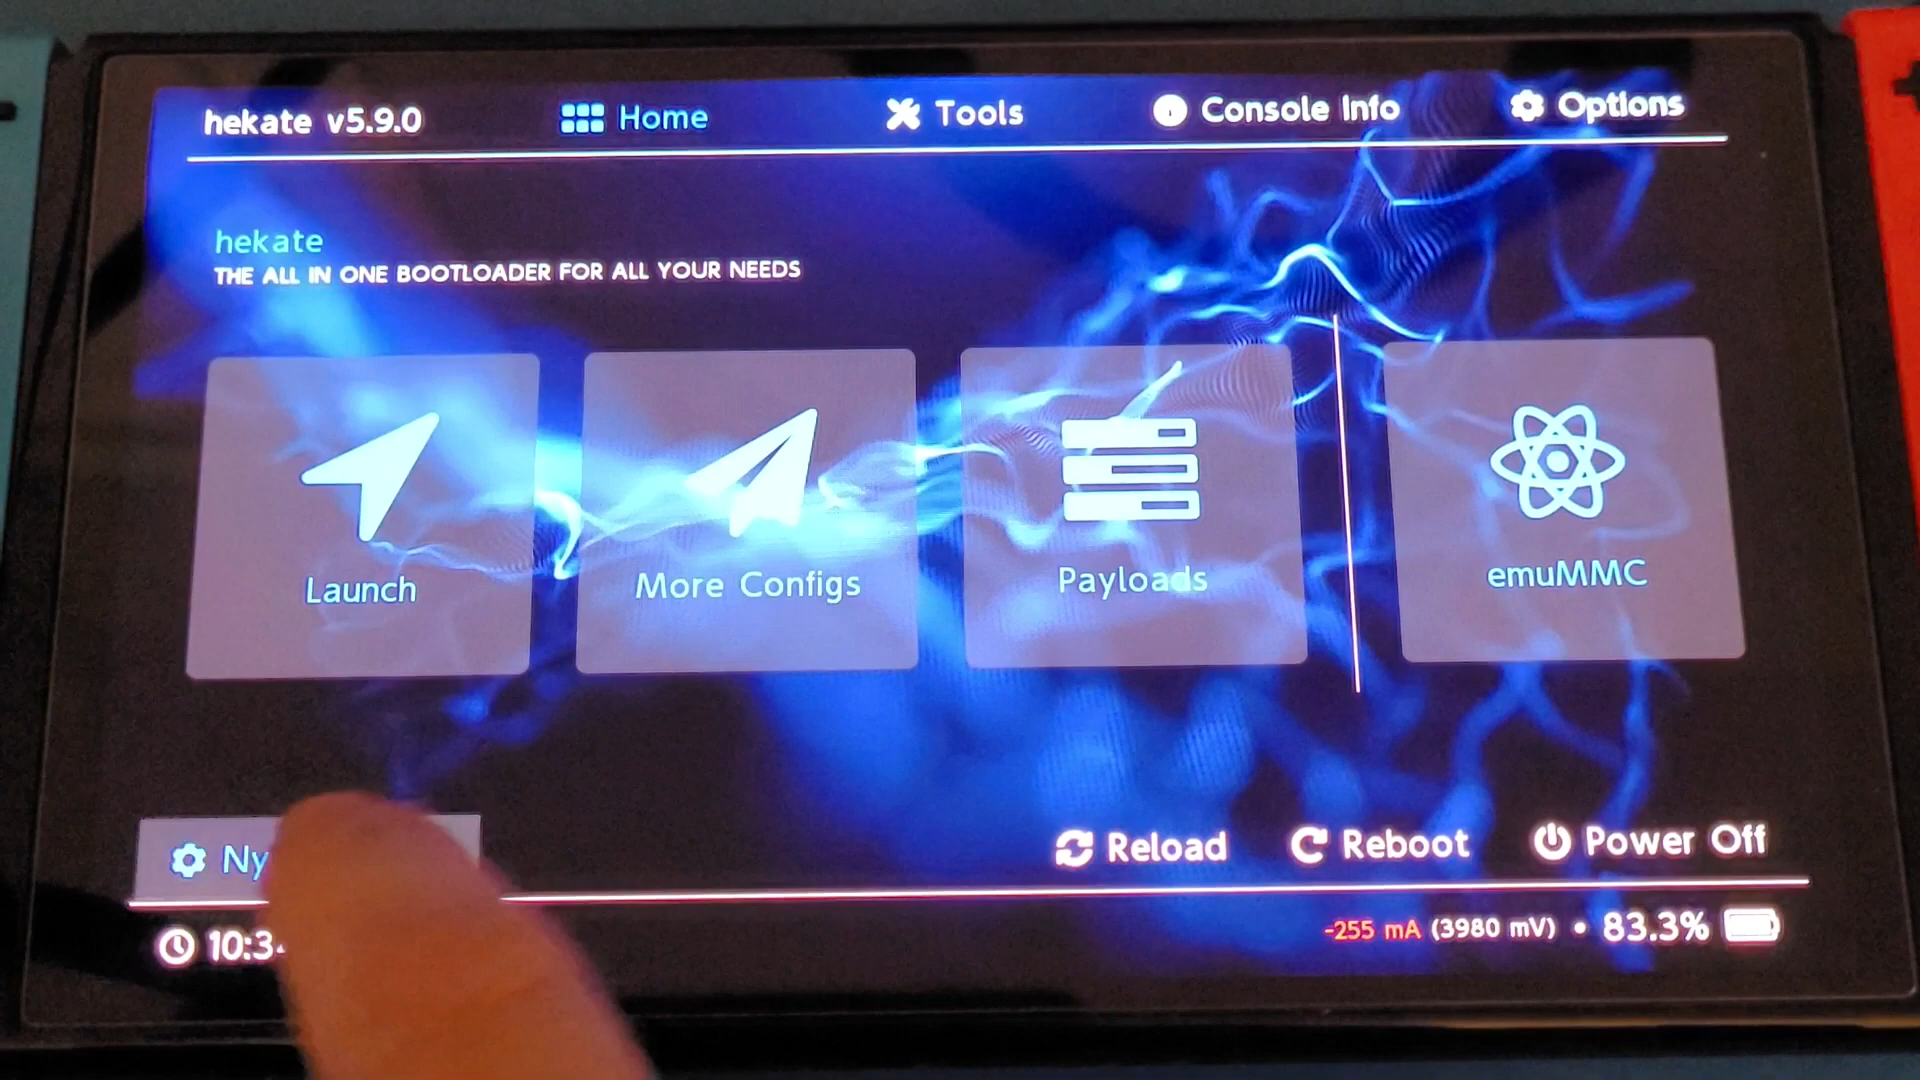 hekate v5.9.0
Home
Tools
Console Info
Options
hekate
THE ALL IN ONE BOOTLOADER FOR ALL YOUR NEEDS
Launch
More Configs
Payloads
emuMMC
Reload
Reboot
Power Off
-255 mA (3980 mV) • 83.3%